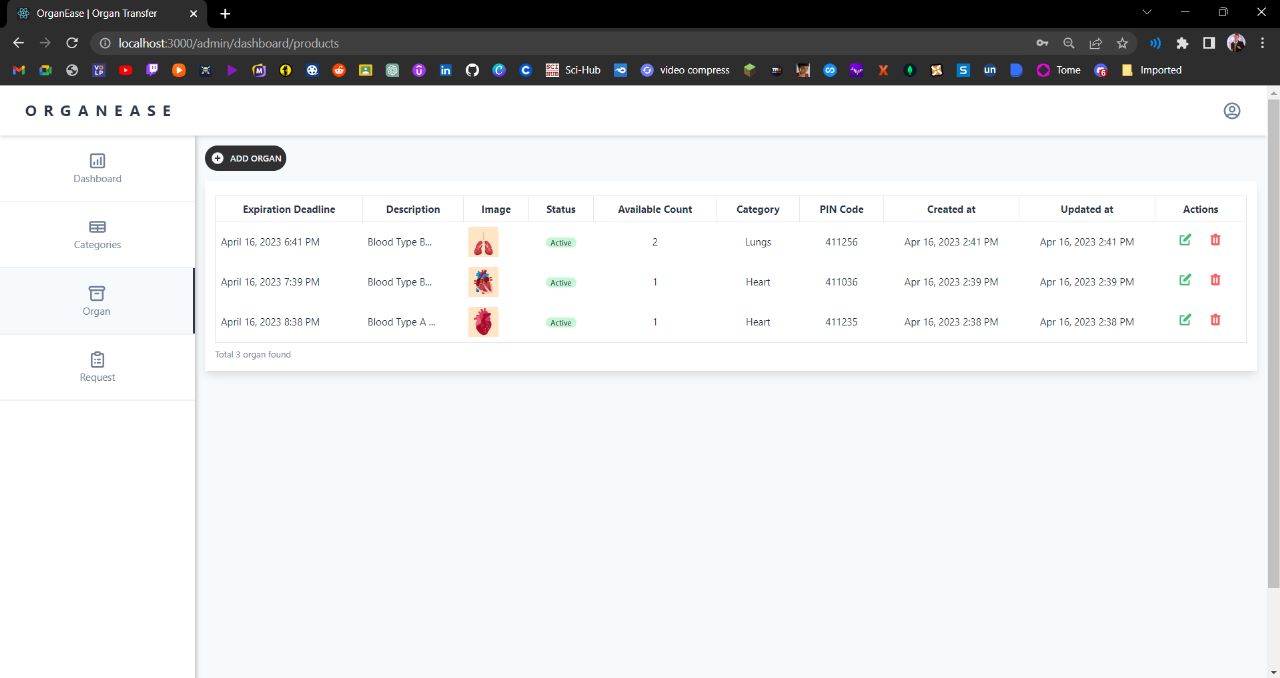 OrganEase | Organ Transfer
localhost:3000/admin/dashboard/products
Sci-Hub video compress Tome Imported
ORGANEASE
Dashboard
Categories
Organ
Request
ADD ORGAN
Expiration Deadline Description Image Status Available Count Category PIN Code Created at Updated at Actions
April 16, 2023 6:41 PM Blood Type B... Active 2 Lungs 411256 Apr 16, 2023 2:41 PM Apr 16, 2023 2:41 PM
April 16, 2023 7:39 PM Blood Type B... Active 1 Heart 411036 Apr 16, 2023 2:39 PM Apr 16, 2023 2:39 PM
April 16, 2023 8:38 PM Blood Type A ... Active 1 Heart 411235 Apr 16, 2023 2:38 PM Apr 16, 2023 2:38 PM
Total 3 organ found